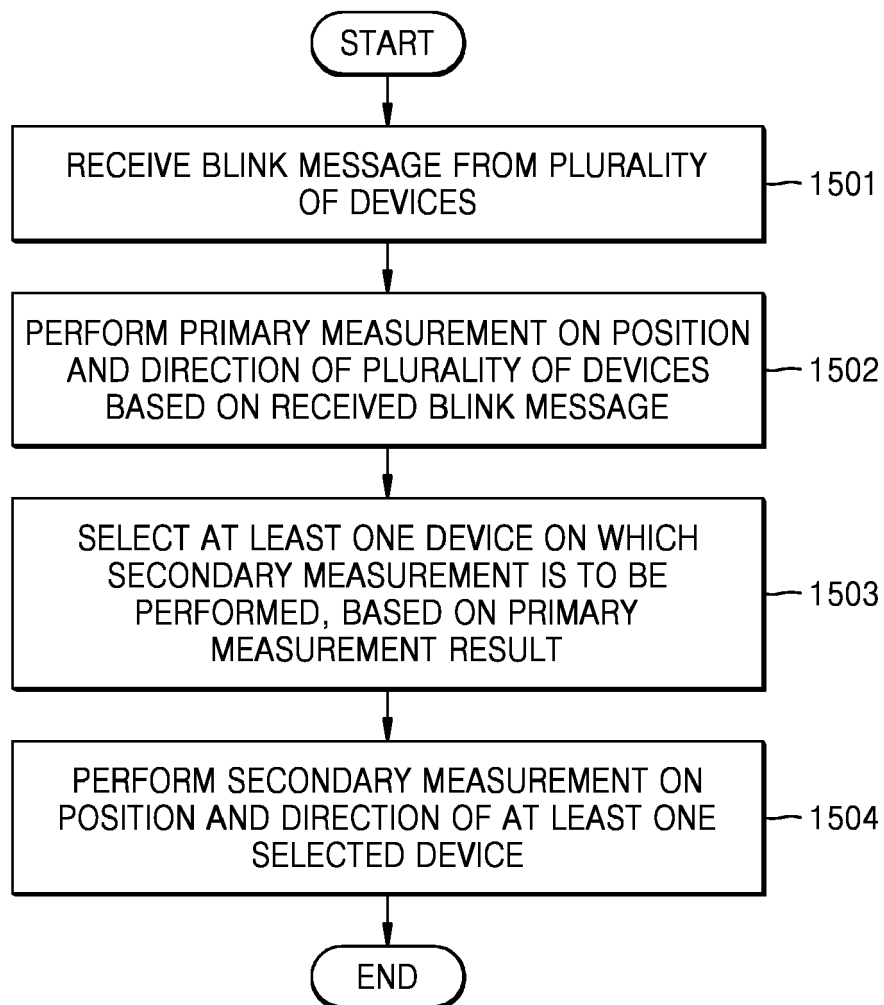 START
RECEIVE BLINK MESSAGE FROM PLURALITY
OF DEVICES
1501
PERFORM PRIMARY MEASUREMENT ON POSITION
AND DIRECTION OF PLURALITY OF DEVICES
BASED ON RECEIVED BLINK MESSAGE
1502
SELECT AT LEAST ONE DEVICE ON WHICH
SECONDARY MEASUREMENT IS TO BE
PERFORMED, BASED ON PRIMARY
MEASUREMENT RESULT
1503
PERFORM SECONDARY MEASUREMENT ON
POSITION AND DIRECTION OF AT LEAST ONE
SELECTED DEVICE
1504
END